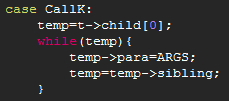 case CallK:
temp=t->child[0];
while(temp){
temp->para=ARGS;
temp=temp->sibling;
}